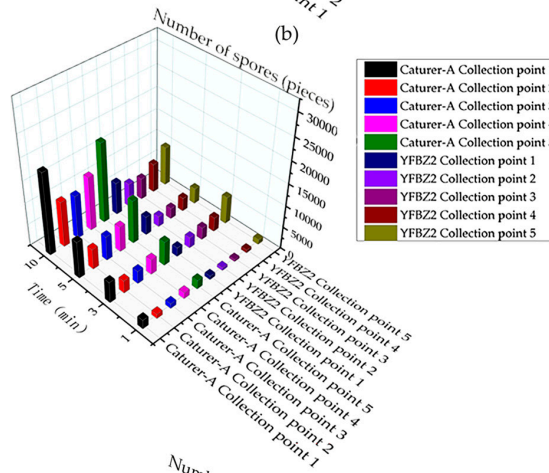 point 1
(b)
Number of spores (pieces)
30000
25000
20000
15000
10000
5000
0
10
5
3
1
Time (min)
YFBZ2 Collection point 5
YFBZ2 Collection point 4
YFBZ2 Collection point 3
YFBZ2 Collection point 2
YFBZ2 Collection point 1
Caturer-A Collection point 5
Caturer-A Collection point 4
Caturer-A Collection point 3
Caturer-A Collection point 2
Caturer-A Collection point 1
Caturer-A Collection point
Caturer-A Collection point
Caturer-A Collection point
Caturer-A Collection point
Caturer-A Collection point
YFBZ2 Collection point 1
YFBZ2 Collection point 2
YFBZ2 Collection point 3
YFBZ2 Collection point 4
YFBZ2 Collection point 5